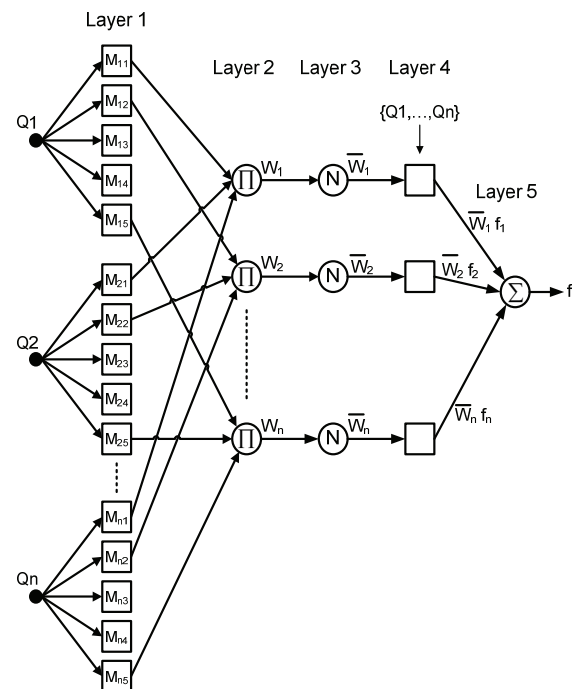 Layer 1
Layer 2
Layer 3
Layer 4
Layer 5
Q1
M11
M12
M13
M14
M15
Q2
M21
M22
M23
M24
M25
Qn
Mn1
Mn2
Mn3
Mn4
Mn5
∏ W1 N W̅1
∏ W2 N W̅2
∏ Wn N W̅n
{Q1,...,Qn}
W̅1 f1
W̅2 f2
W̅n fn
Σ f